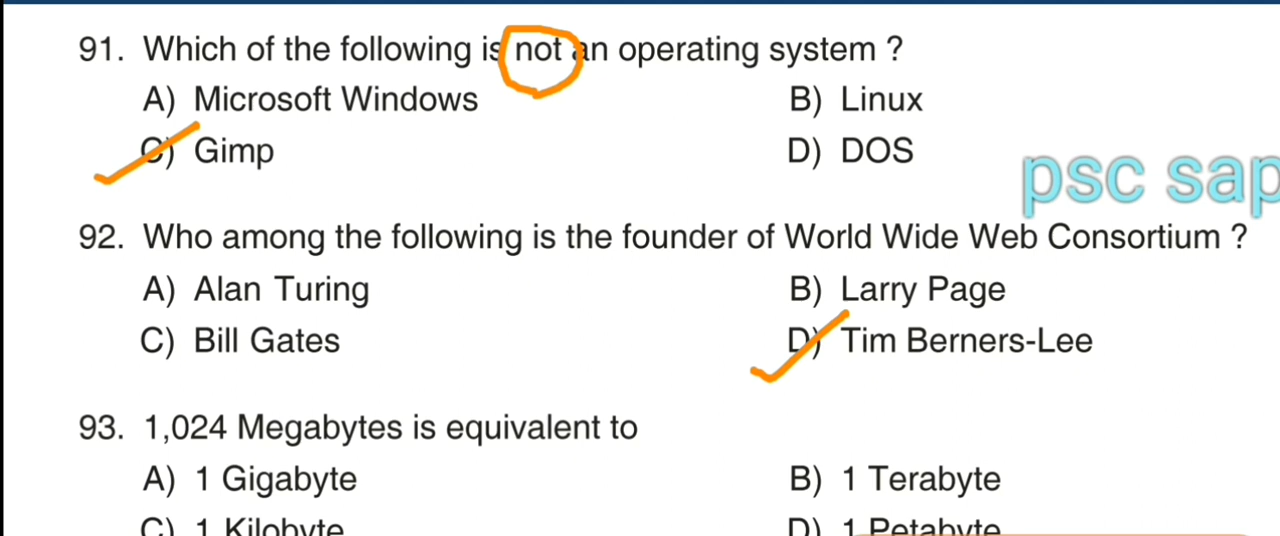 91. Which of the following is not an operating system ?
A) Microsoft Windows B) Linux
C) Gimp D) DOS
psc sap
92. Who among the following is the founder of World Wide Web Consortium ?
A) Alan Turing B) Larry Page
C) Bill Gates D) Tim Berners-Lee
93. 1,024 Megabytes is equivalent to
A) 1 Gigabyte B) 1 Terabyte
C) 1 Kilobyte D) 1 Petabyte